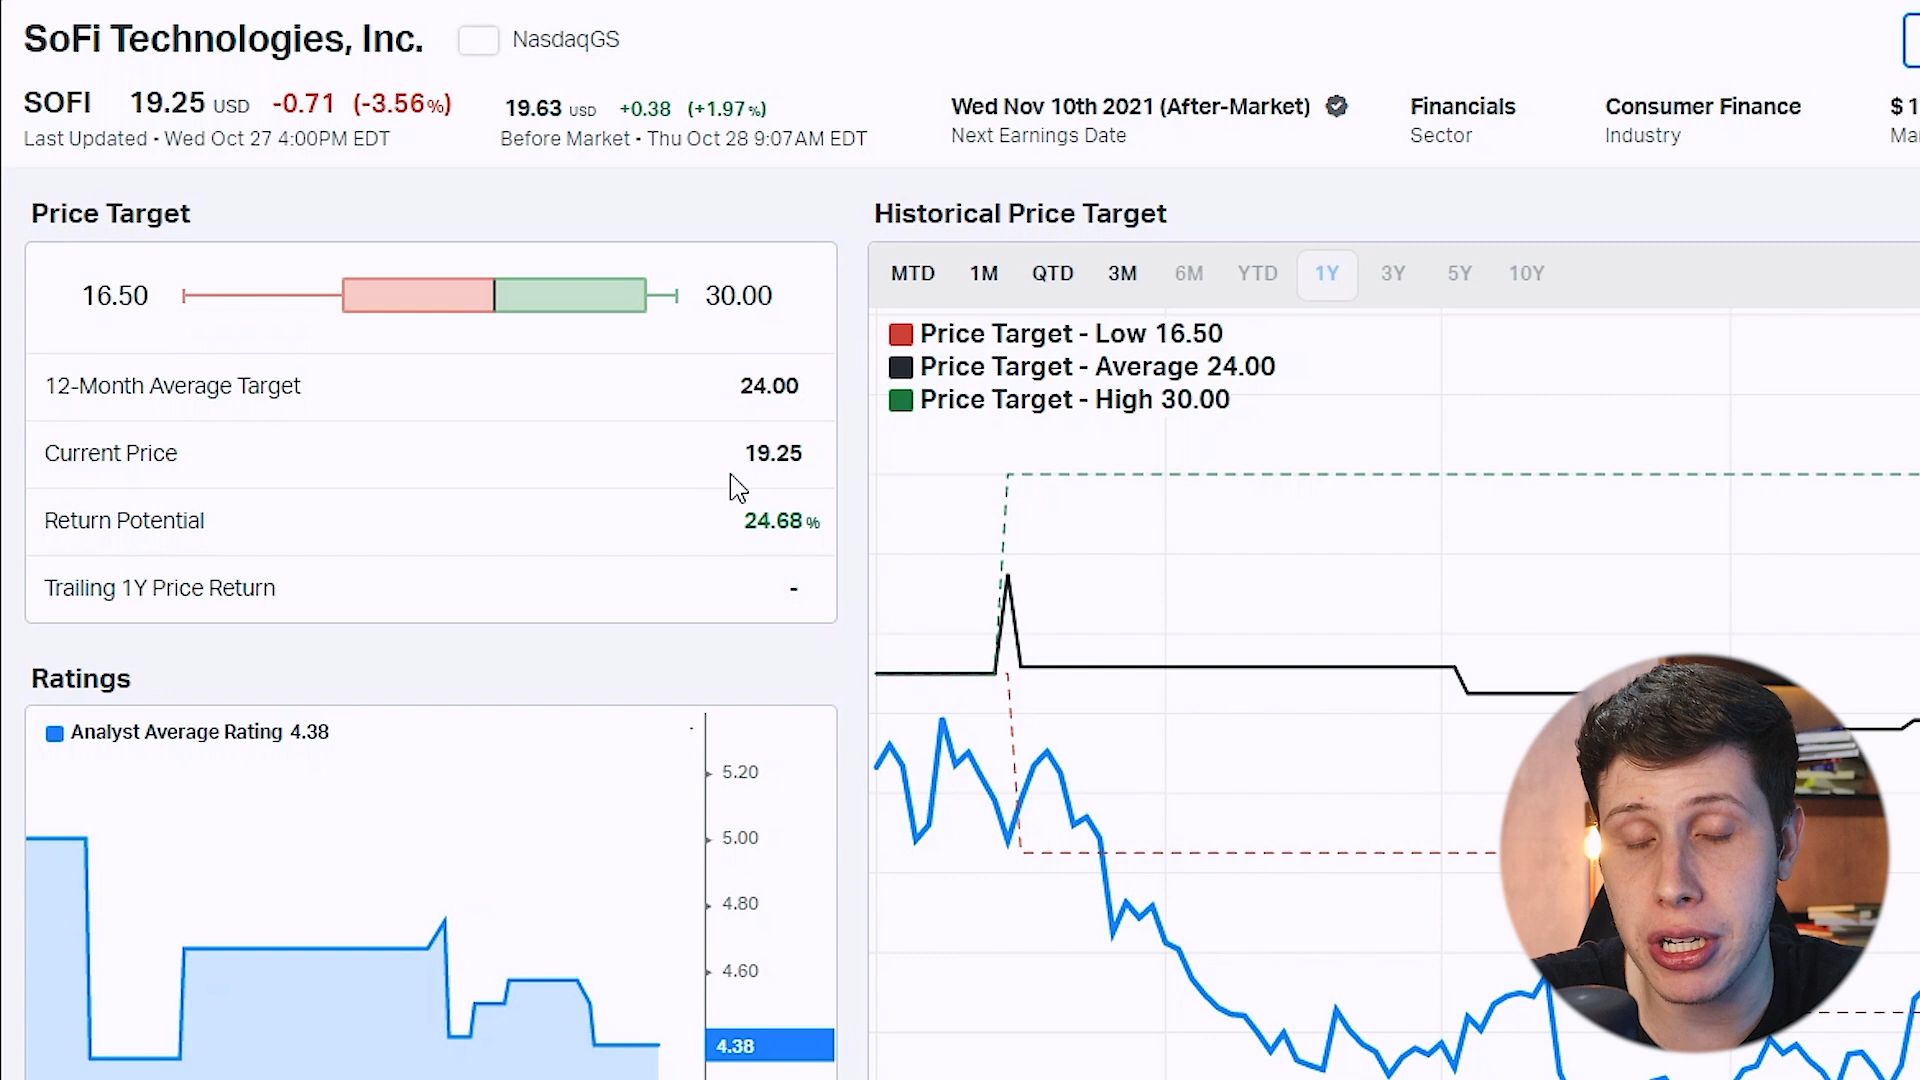 SoFi Technologies, Inc. NasdaqGS
SOFI 19.25 USD -0.71 (-3.56%) 19.63 USD +0.38 (+1.97%) Wed Nov 10th 2021 (After-Market) Financials Consumer Finance $1
Last Updated • Wed Oct 27 4:00PM EDT Before Market • Thu Oct 28 9:07AM EDT Next Earnings Date Sector Industry
Price Target
16.50 30.00
12-Month Average Target 24.00
Current Price 19.25
Return Potential 24.68%
Trailing 1Y Price Return -
Historical Price Target
MTD 1M QTD 3M 6M YTD 1Y 3Y 5Y 10Y
Price Target - Low 16.50
Price Target - Average 24.00
Price Target - High 30.00
Ratings
Analyst Average Rating 4.38
5.20
5.00
4.80
4.60
4.38